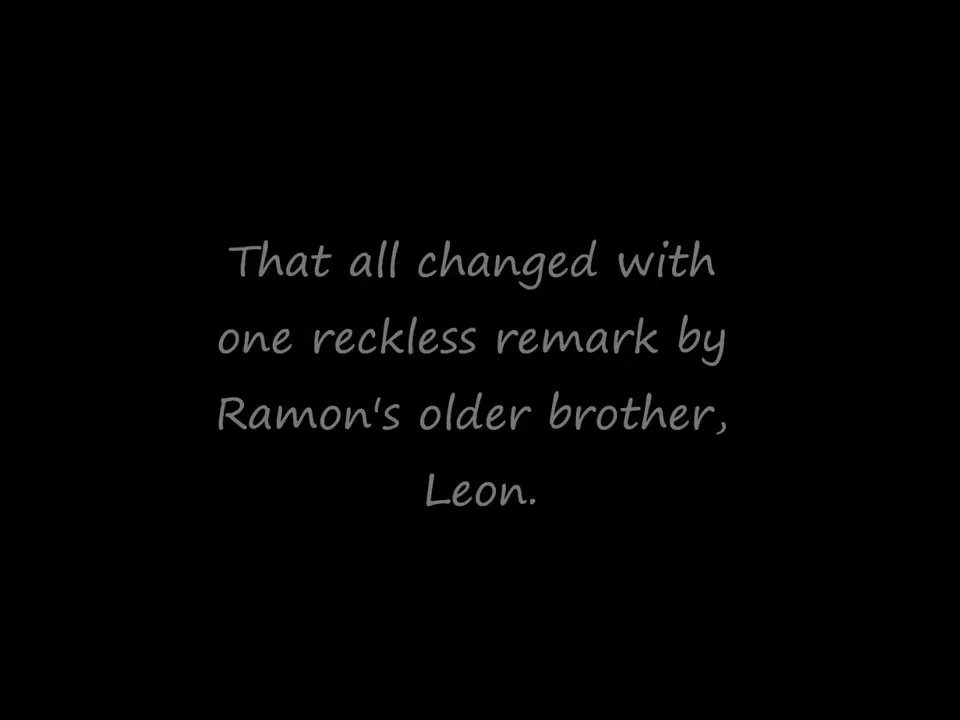 That all changed with
one reckless remark by
Ramon's older brother,
Leon.